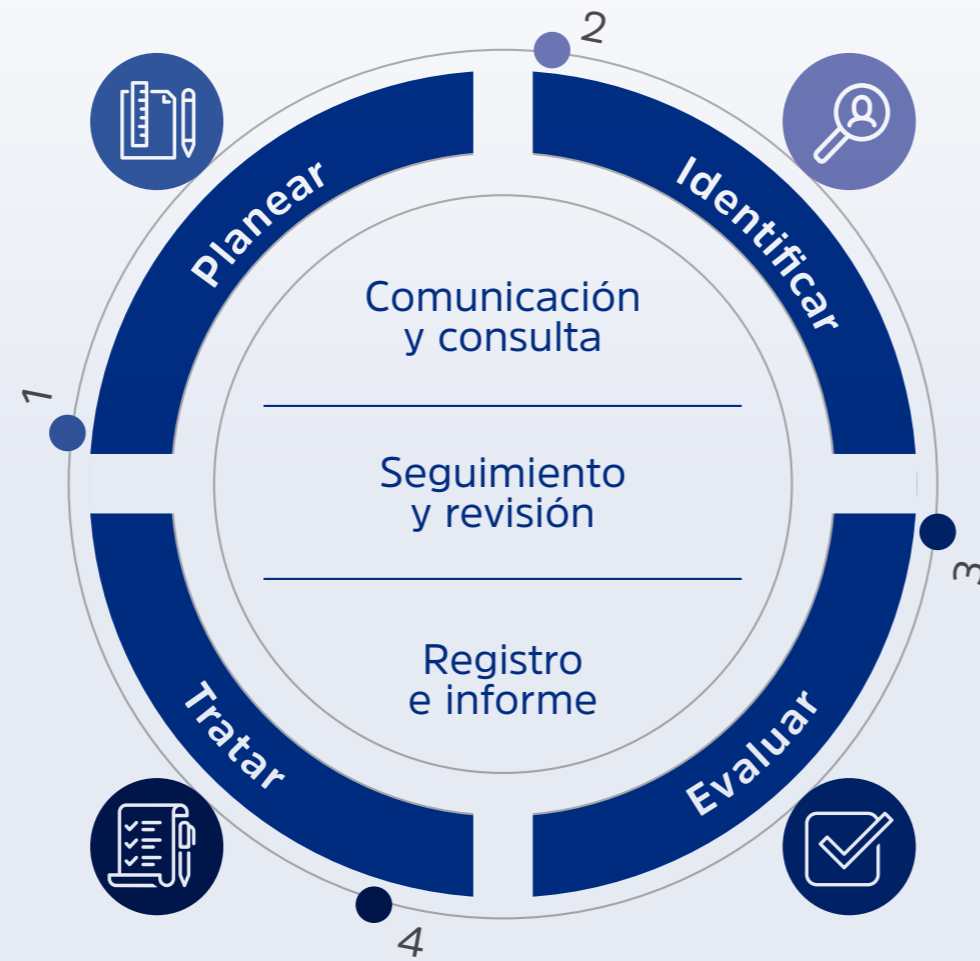 1
Planear
2
Identificar
3
Evaluar
4
Tratar
Comunicación
y consulta
Seguimiento
y revisión
Registro
e informe